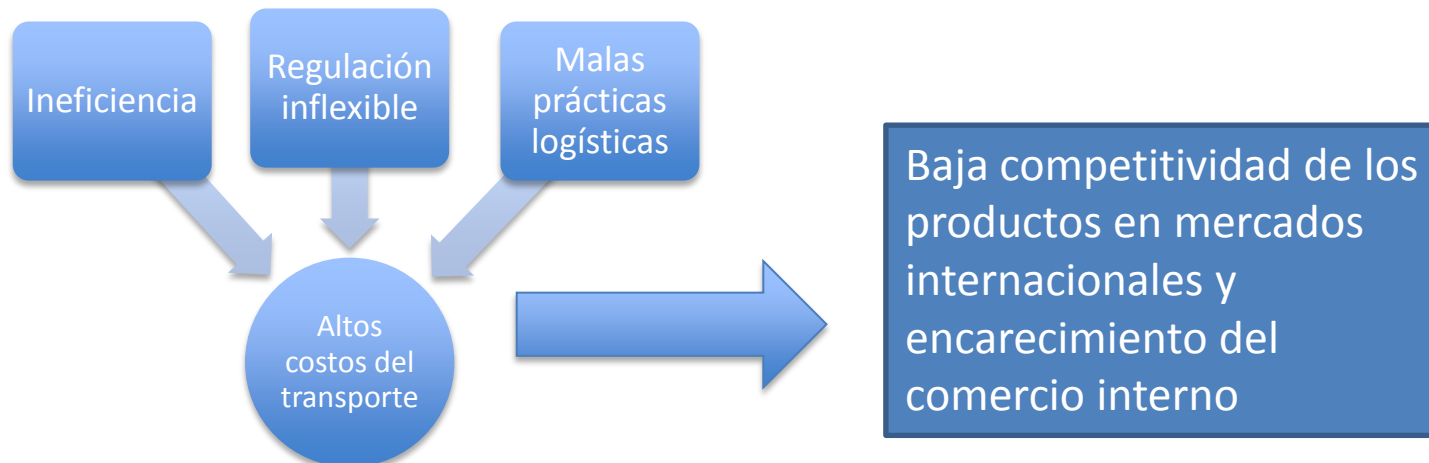 Ineficiencia
Regulación
inflexible
Malas
prácticas
logísticas
Altos
costos del
transporte
Baja competitividad de los
productos en mercados
internacionales y
encarecimiento del
comercio interno